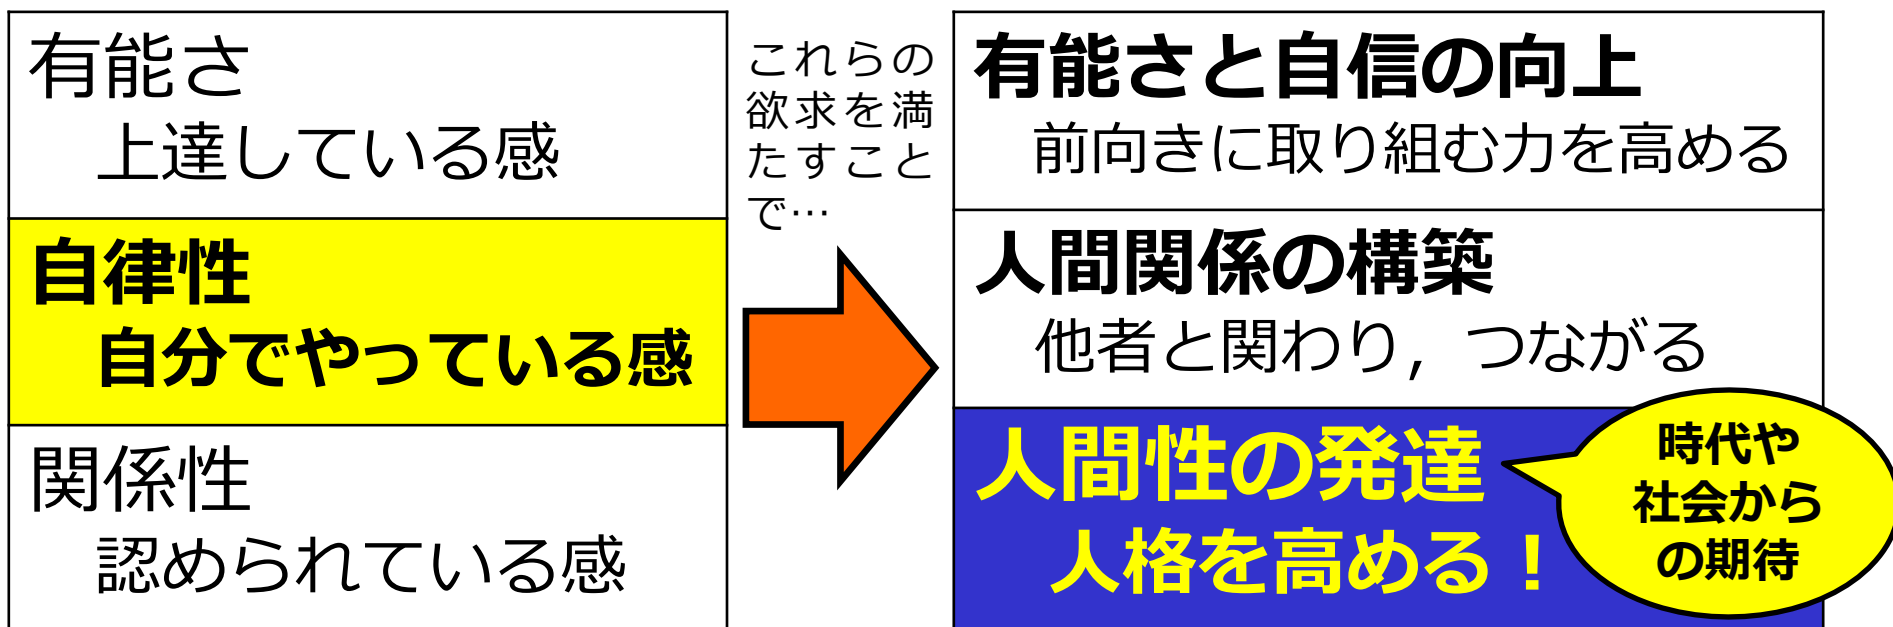 有能さ
上達している感
自律性
自分でやっている感
関係性
認められている感
これらの
欲求を満
たすこと
で…
有能さと自信の向上
前向きに取り組む力を高める
人間関係の構築
他者と関わり，つながる
人間性の発達
人格を高める！
時代や
社会から
の期待